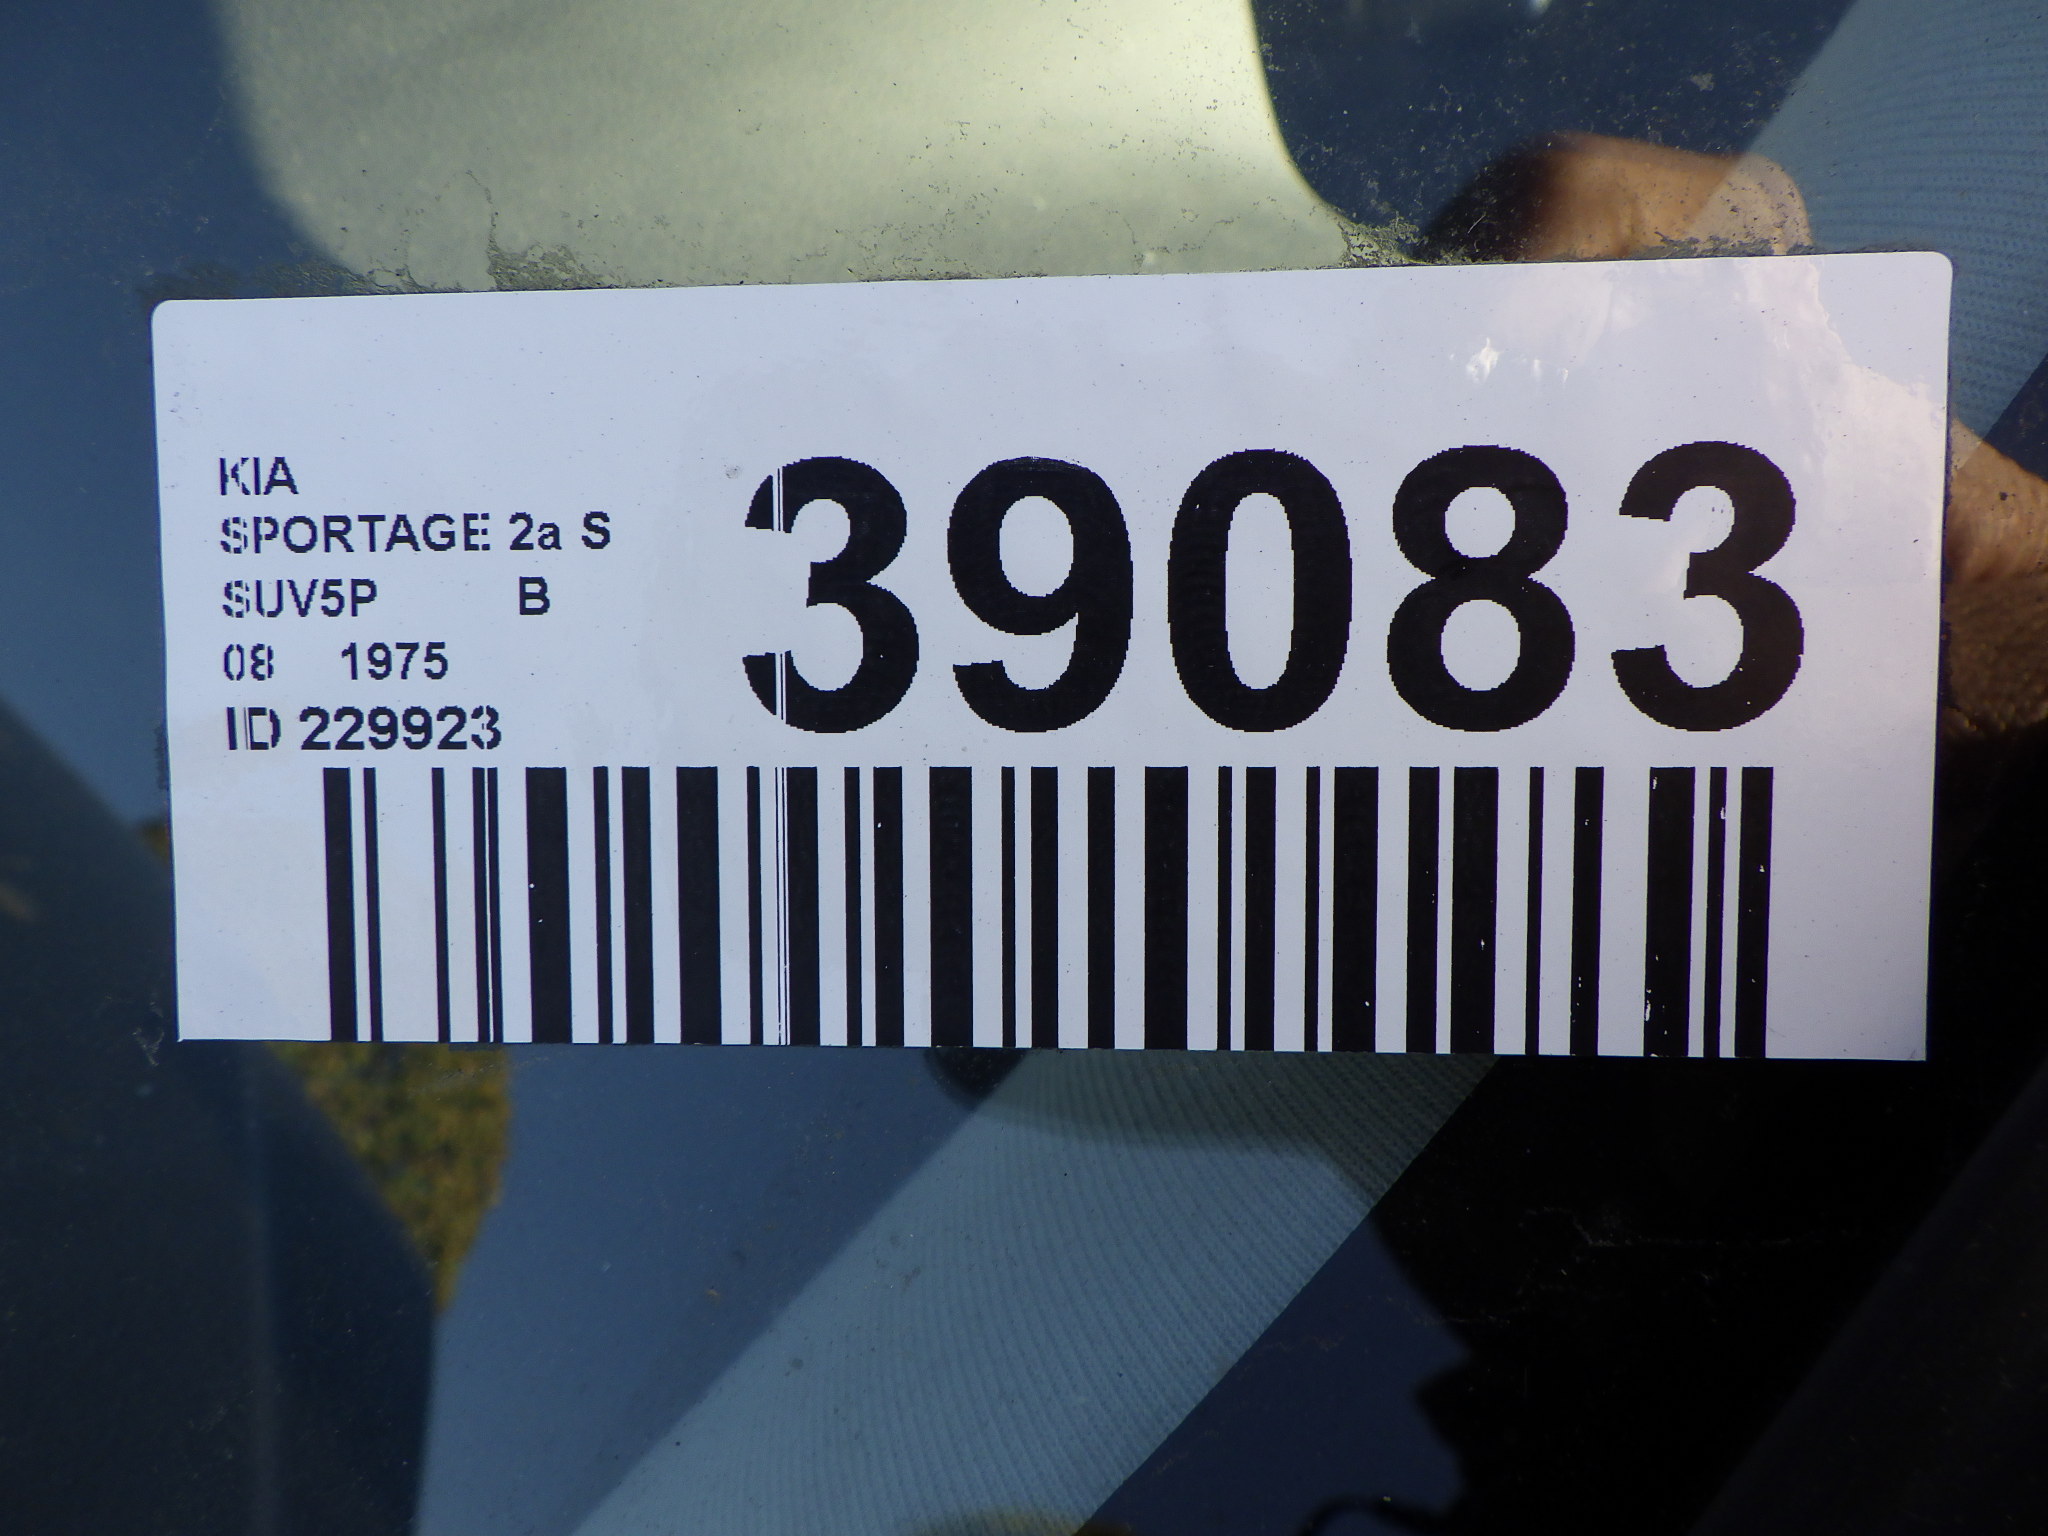 KIA
SPORTAGE 2a S
SUV5P B
08 1975
ID 229923
39083